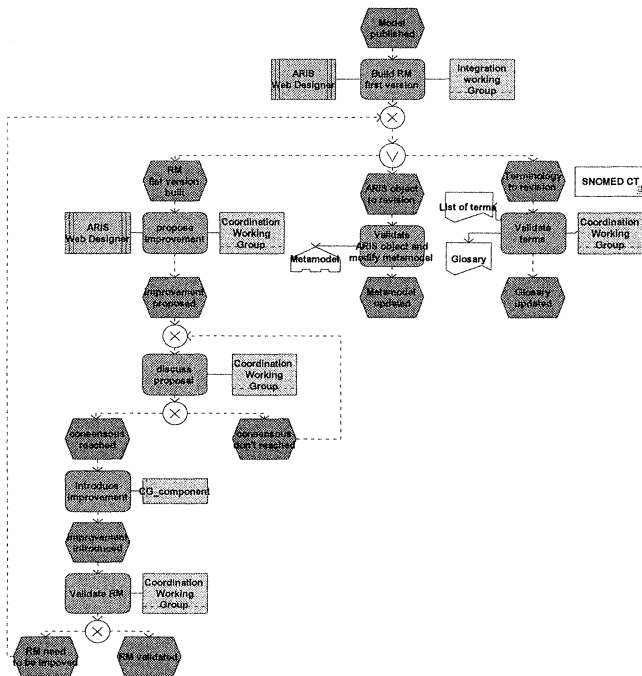 Model
published
ARIS
Web Designer
Build RM
first version
Integration
working
Group
RM
fist version
built
ARIS object
to revision
Terminology
to revision
SNOMED CT
List of terms
ARIS
Web Designer
propose
improvement
Coordination
Working
Group
Metamodel
Validate
ARIS object and
modify metamodel
Glosary
Validate
terms
Coordination
Working
Group
improvement
proposed
Metamodel
updated
Glosary
updated
discuss
proposal
Coordination
Working
Group
consensous
reached
consensous
don't reached
Introduce
improvement
CG_component
improvement
introduced
Validate RM
Coordination
Working
Group
RM need
to be impoved
RM validated